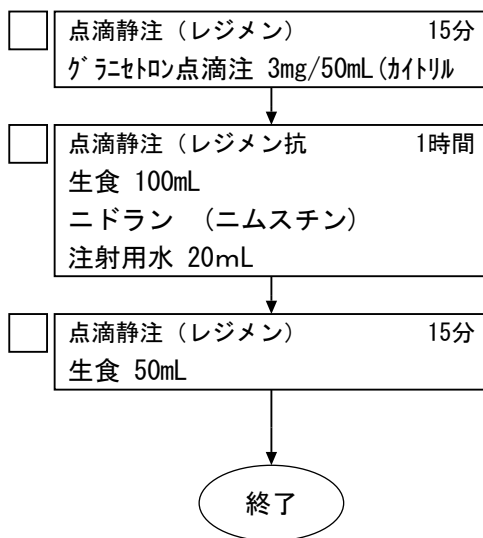 点滴静注（レジメン） 15分
ｸﾞﾗﾆｾﾄﾛﾝ点滴注 3mg/50mL(ｶｲﾄﾘﾙ
点滴静注（レジメン抗 1時間
生食 100mL
ニドラン （ニムスチン）
注射用水 20ｍL
点滴静注（レジメン） 15分
生食 50mL
終了